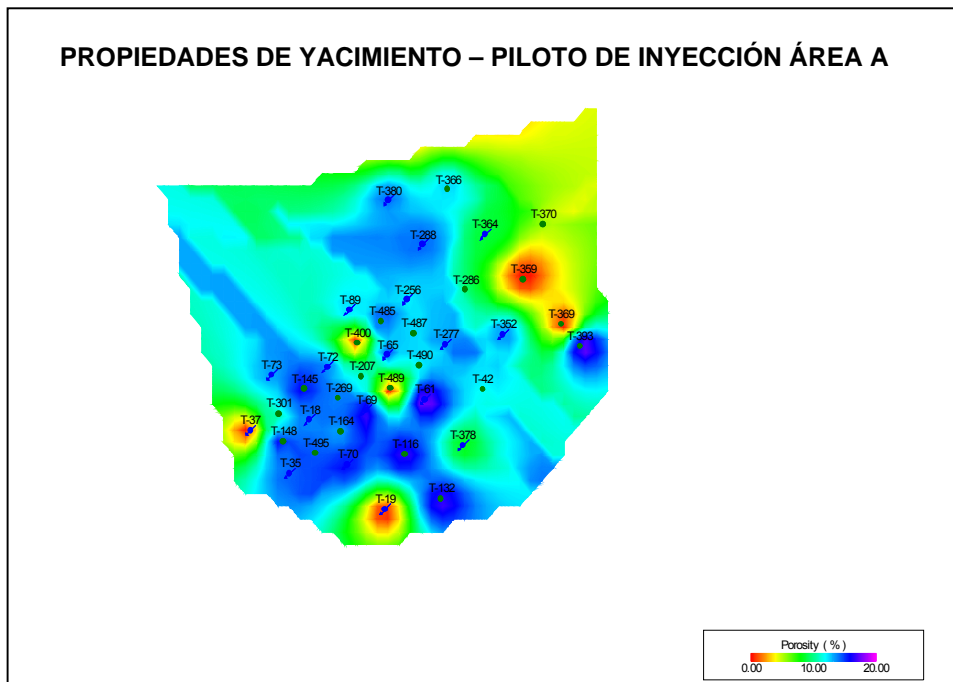 PROPIEDADES DE YACIMIENTO – PILOTO DE INYECCIÓN ÁREA A
T-366
T-380
T-370
T-364
T-288
T-359
T-286
T-256
T-89
T-485
T-369
T-352
T-400
T-487
T-277
T-393
T-65
T-72
T-490
T-73
T-207
T-145
T-489
T-42
T-61
T-269
T-69
T-301
T-18
T-37
T-164
T-148
T-378
T-495
T-116
T-70
T-35
T-132
T-19
Porosity ( % )
0.00 10.00 20.00